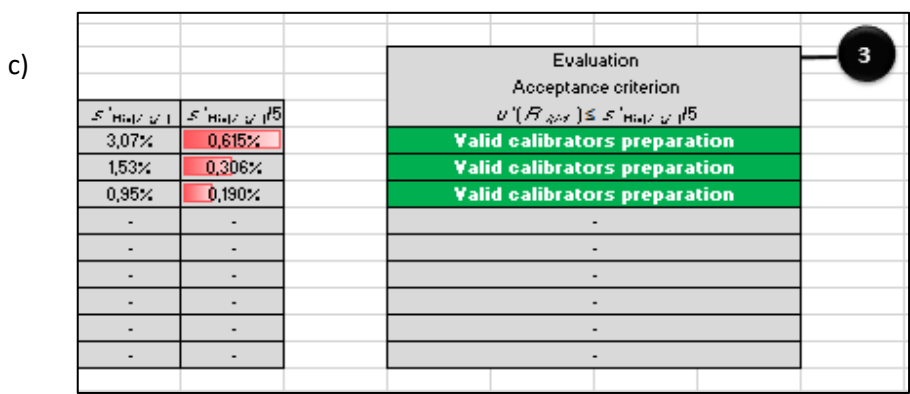 c)
Evaluation
3
Acceptance criterion
3,07% 0,615% Valid calibrators preparation
1,53% 0,306% Valid calibrators preparation
0,95% 0,190% Valid calibrators preparation
- - -
- - -
- - -
- - -
- - -
- - -